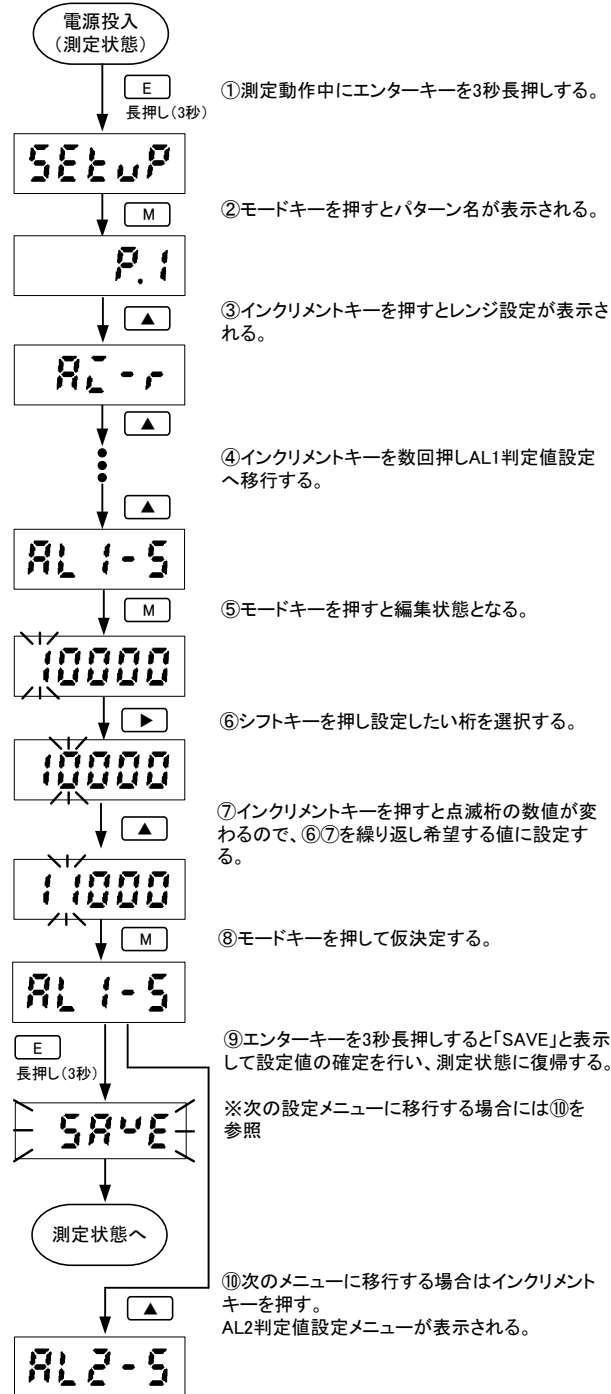 電源投入
（測定状態）
E
長押し（3秒）
①測定動作中にエンターキーを3秒長押しする。
SEtuP
M
②モードキーを押すとパターン名が表示される。
P.1
▲
③インクリメントキーを押すとレンジ設定が表示さ
れる。
AC-r
▲
④インクリメントキーを数回押しAL1判定値設定
へ移行する。
▲
AL1-S
M
⑤モードキーを押すと編集状態となる。
10000
▶
⑥シフトキーを押し設定したい桁を選択する。
10000
⑦インクリメントキーを押すと点滅桁の数値が変
わるので、⑥⑦を繰り返し希望する値に設定す
る。
▲
11000
M
⑧モードキーを押して仮決定する。
AL1-S
E
長押し（3秒）
⑨エンターキーを3秒長押しすると「SAVE」と表示
して設定値の確定を行い、測定状態に復帰する。
※次の設定メニューに移行する場合には⑩を
参照
SAVE
測定状態へ
⑩次のメニューに移行する場合はインクリメント
キーを押す。
AL2判定値設定メニューが表示される。
▲
AL2-S